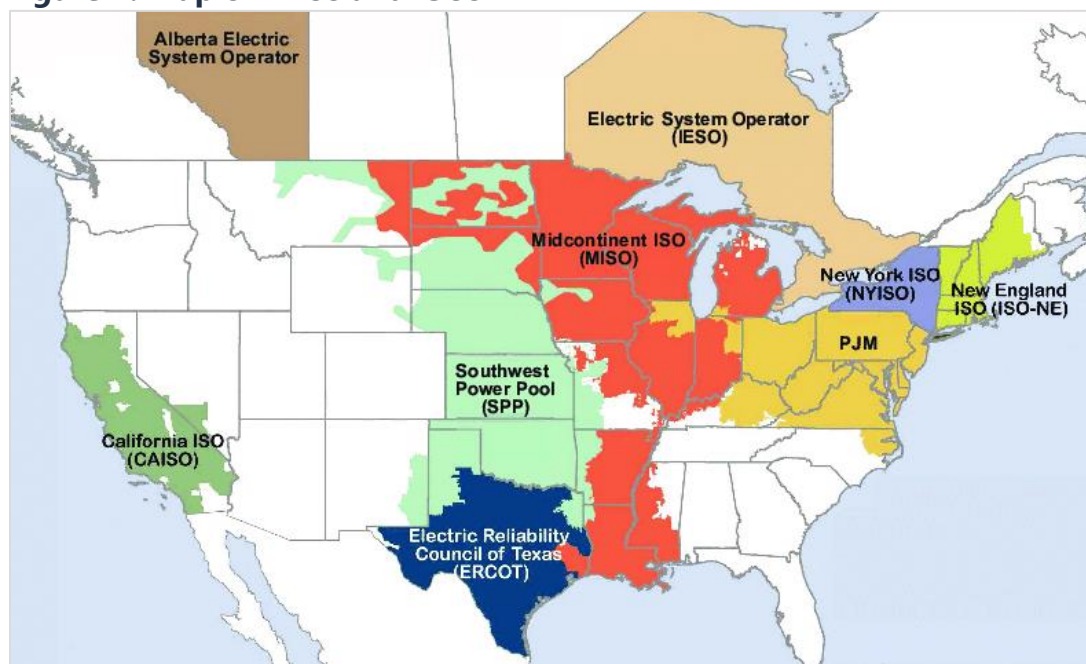 Alberta Electric
System Operator
Electric System Operator
(IESO)
Midcontinent ISO
(MISO)
New York ISO
(NYISO)
New England
ISO (ISO-NE)
PJM
Southwest
Power Pool
(SPP)
California ISO
(CAISO)
Electric Reliability
Council of Texas
(ERCOT)